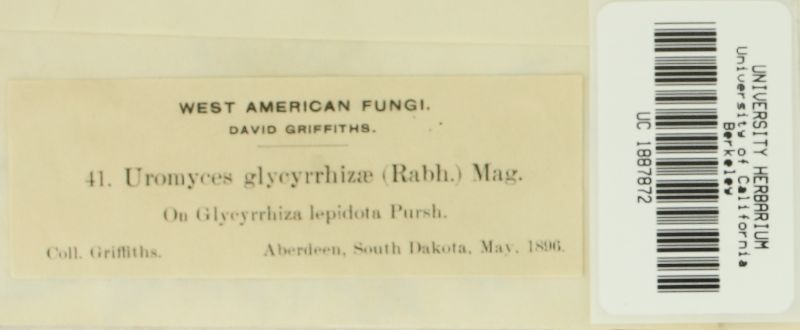 WEST AMERICAN FUNGI.
DAVID GRIFFITHS.
41. Uromyces glycyrrhizæ (Rabh.) Mag.
On Glycyrrhiza lepidota Pursh.
Coll. Griffiths. Aberdeen, South Dakota, May, 1896.
UNIVERSITY HERBARIUM
University of California
Berkeley
UC 1887872